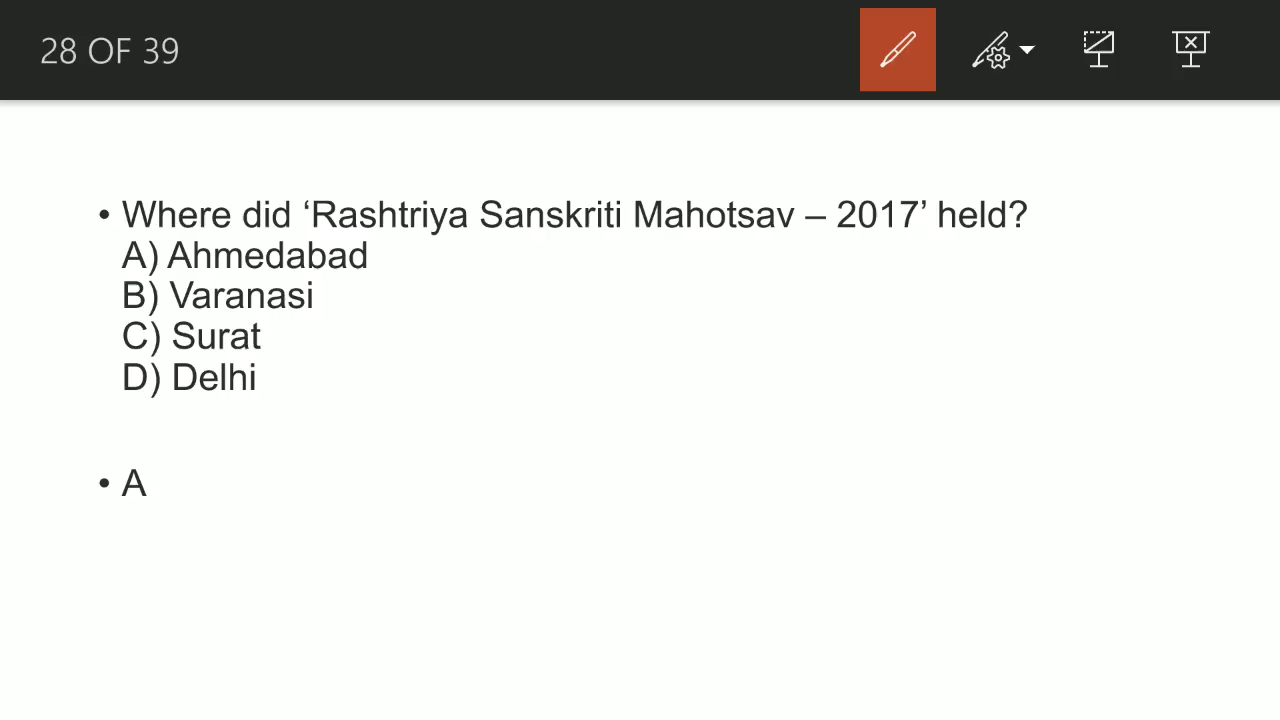 28 OF 39
• Where did ‘Rashtriya Sanskriti Mahotsav – 2017’ held?
A) Ahmedabad
B) Varanasi
C) Surat
D) Delhi
• A